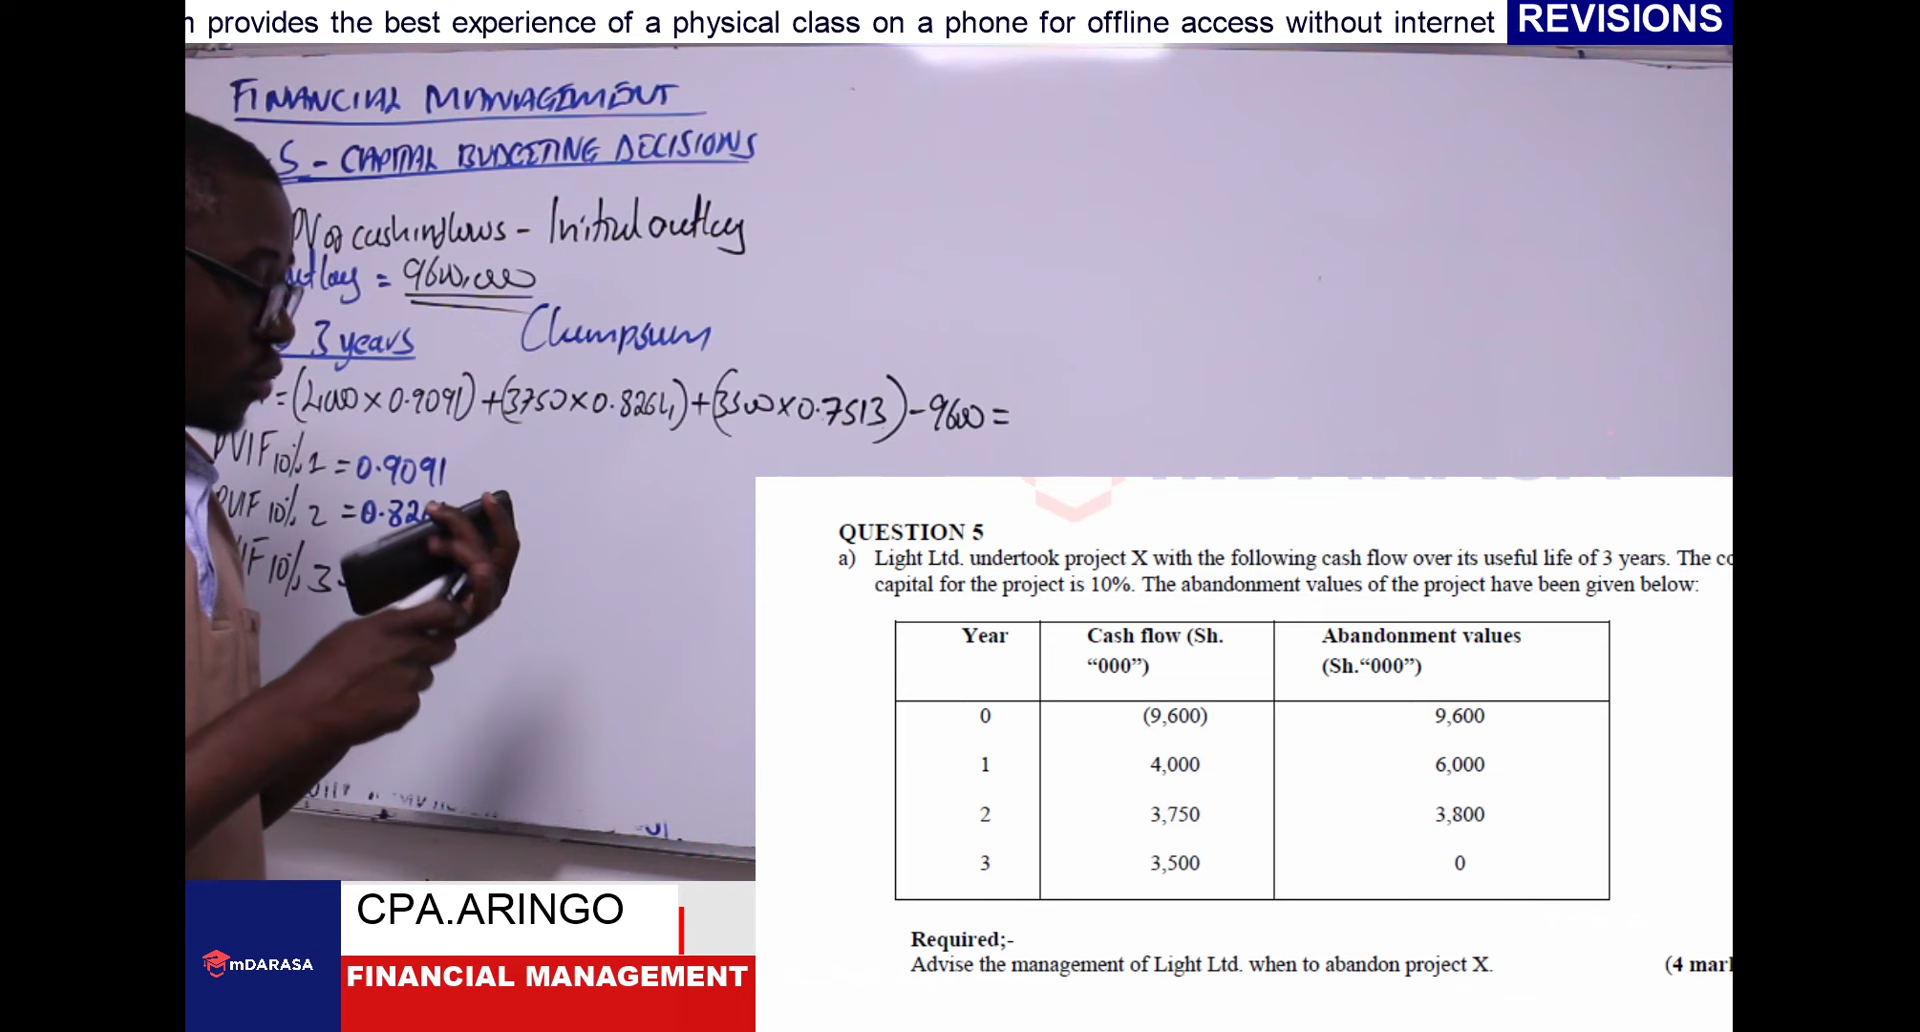 n provides the best experience of a physical class on a phone for offline access without internet
REVISIONS
FINANCIAL MANAGEMENT
S - CAPITAL BUDGETING DECISIONS
PV of cashinflows - Initial outlay
outlay = 9600,000
3 years
Clumpsum
=(4,000 × 0.9091) +(3750 × 0.8264) +(3500 × 0.7513) - 9600 =
PVIF 10% 1 = 0.9091
PVIF 10% 2 = 0.826
IF 10% 3
QUESTION 5
a) Light Ltd. undertook project X with the following cash flow over its useful life of 3 years. The co
capital for the project is 10%. The abandonment values of the project have been given below:
Year Cash flow (Sh. “000”) Abandonment values (Sh.“000”)
0 (9,600) 9,600
1 4,000 6,000
2 3,750 3,800
3 3,500 0
Required;-
Advise the management of Light Ltd. when to abandon project X. (4 mar
CPA.ARINGO
mDARASA
FINANCIAL MANAGEMENT